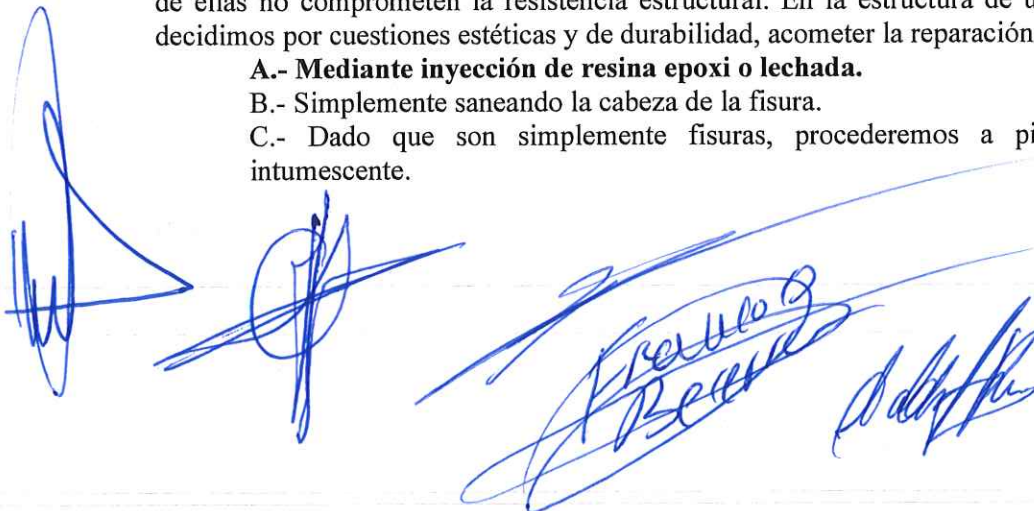 de ellas no comprometen la resistencia estructural. En la estructura de u
decidimos por cuestiones estéticas y de durabilidad, acometer la reparación
A.- Mediante inyección de resina epoxi o lechada.
B.- Simplemente saneando la cabeza de la fisura.
C.- Dado que son simplemente fisuras, procederemos a pi
intumescente.